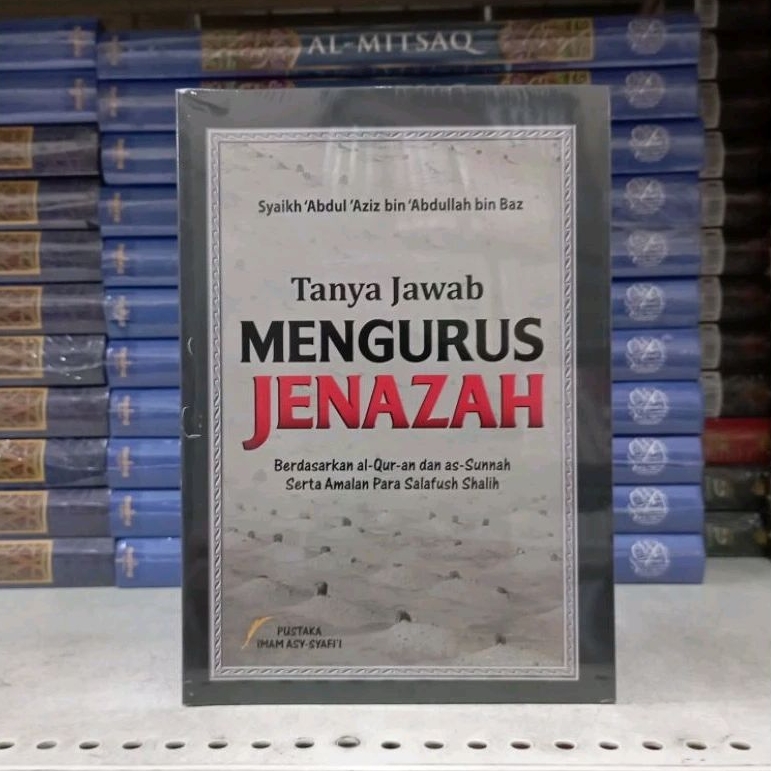 AL-MITSAQ
Syaikh 'Abdul 'Aziz bin 'Abdullah bin Baz
Tanya Jawab
MENGURUS
JENAZAH
Berdasarkan al-Qur-an dan as-Sunnah
Serta Amalan Para Salafush Shalih
PUSTAKA
IMAM ASY-SYAFI'I